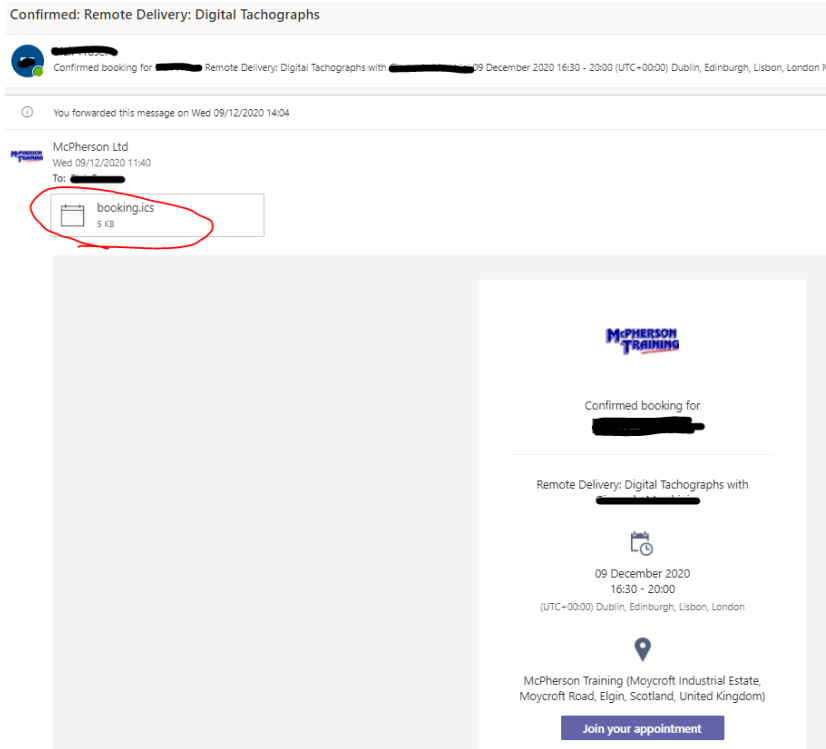 Confirmed: Remote Delivery: Digital Tachographs
Confirmed booking for Remote Delivery: Digital Tachographs with 09 December 2020 16:30 - 20:00 (UTC+00:00) Dublin, Edinburgh, Lisbon, London
You forwarded this message on Wed 09/12/2020 14:04
McPHERSON
TRAINING
McPherson Ltd
Wed 09/12/2020 11:40
To:
booking.ics
5 KB
McPHERSON
TRAINING
Confirmed booking for
Remote Delivery: Digital Tachographs with
09 December 2020
16:30 - 20:00
(UTC+00:00) Dublin, Edinburgh, Lisbon, London
McPherson Training (Moycroft Industrial Estate,
Moycroft Road, Elgin, Scotland, United Kingdom)
Join your appointment